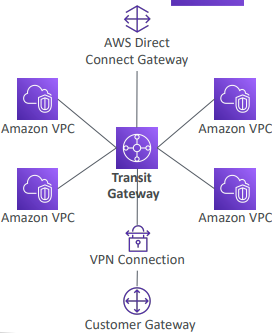 AWS Direct
Connect Gateway
Amazon VPC
Amazon VPC
Transit
Gateway
Amazon VPC
Amazon VPC
VPN Connection
Customer Gateway